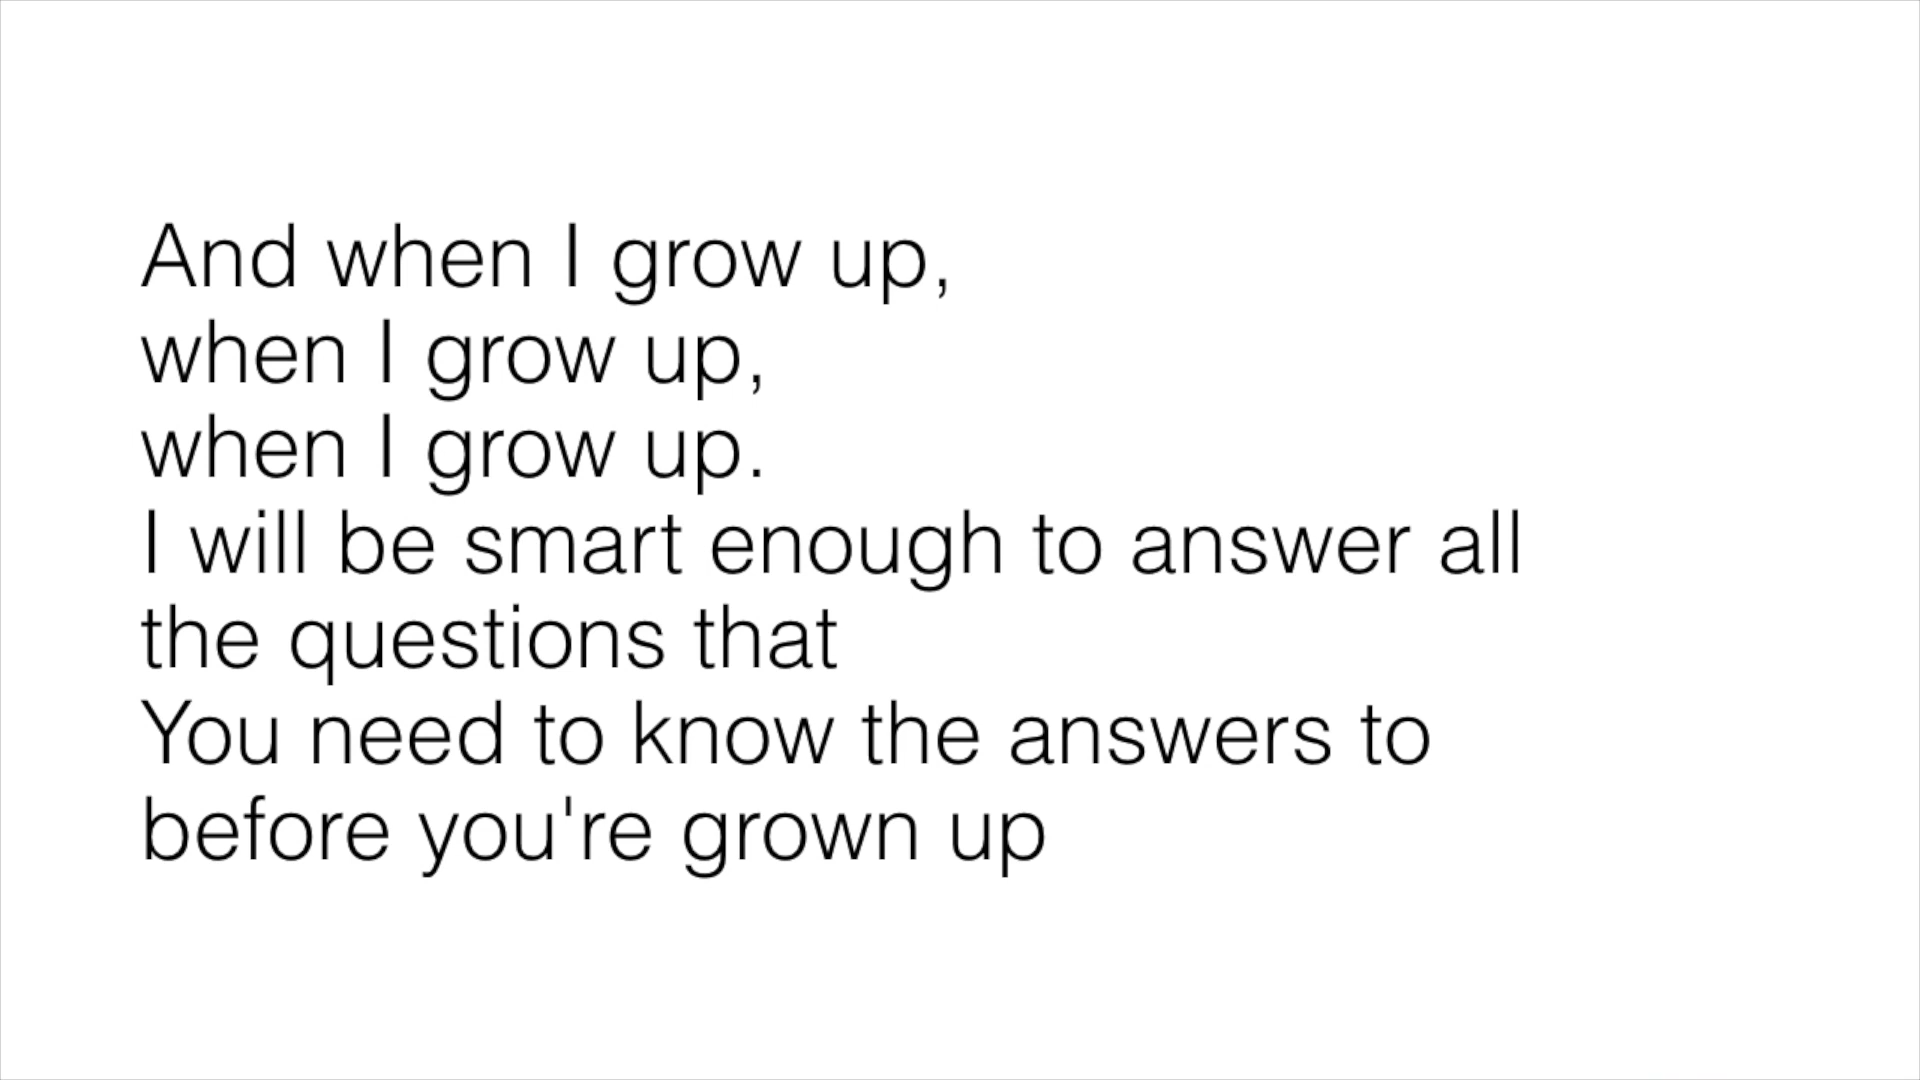 And when I grow up,
when I grow up,
when I grow up.
I will be smart enough to answer all
the questions that
You need to know the answers to
before you're grown up